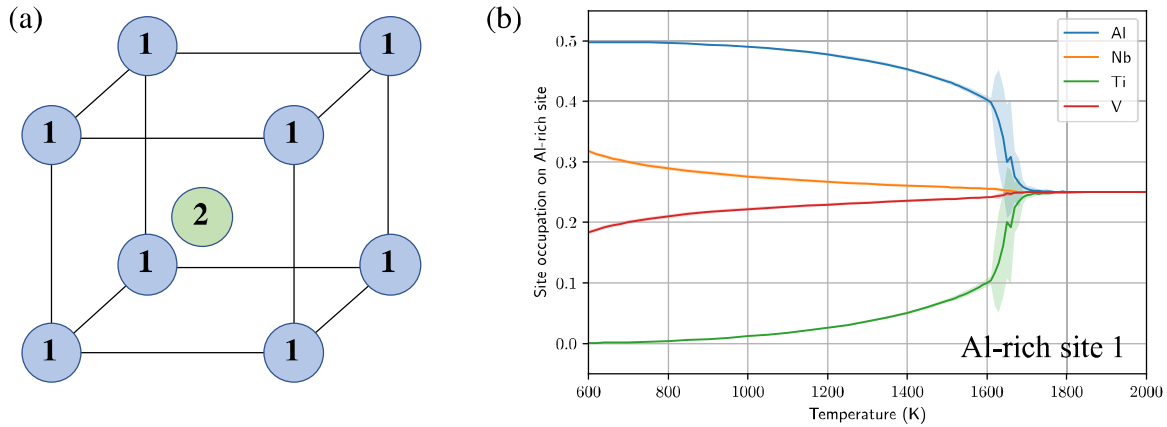 (a)
1
1
1
1
2
1
1
1
1
(b)
Site occupation on Al-rich site
0.5
0.4
0.3
0.2
0.1
0.0
Al
Nb
Ti
V
Al-rich site 1
600
800
1000
1200
1400
1600
1800
2000
Temperature (K)